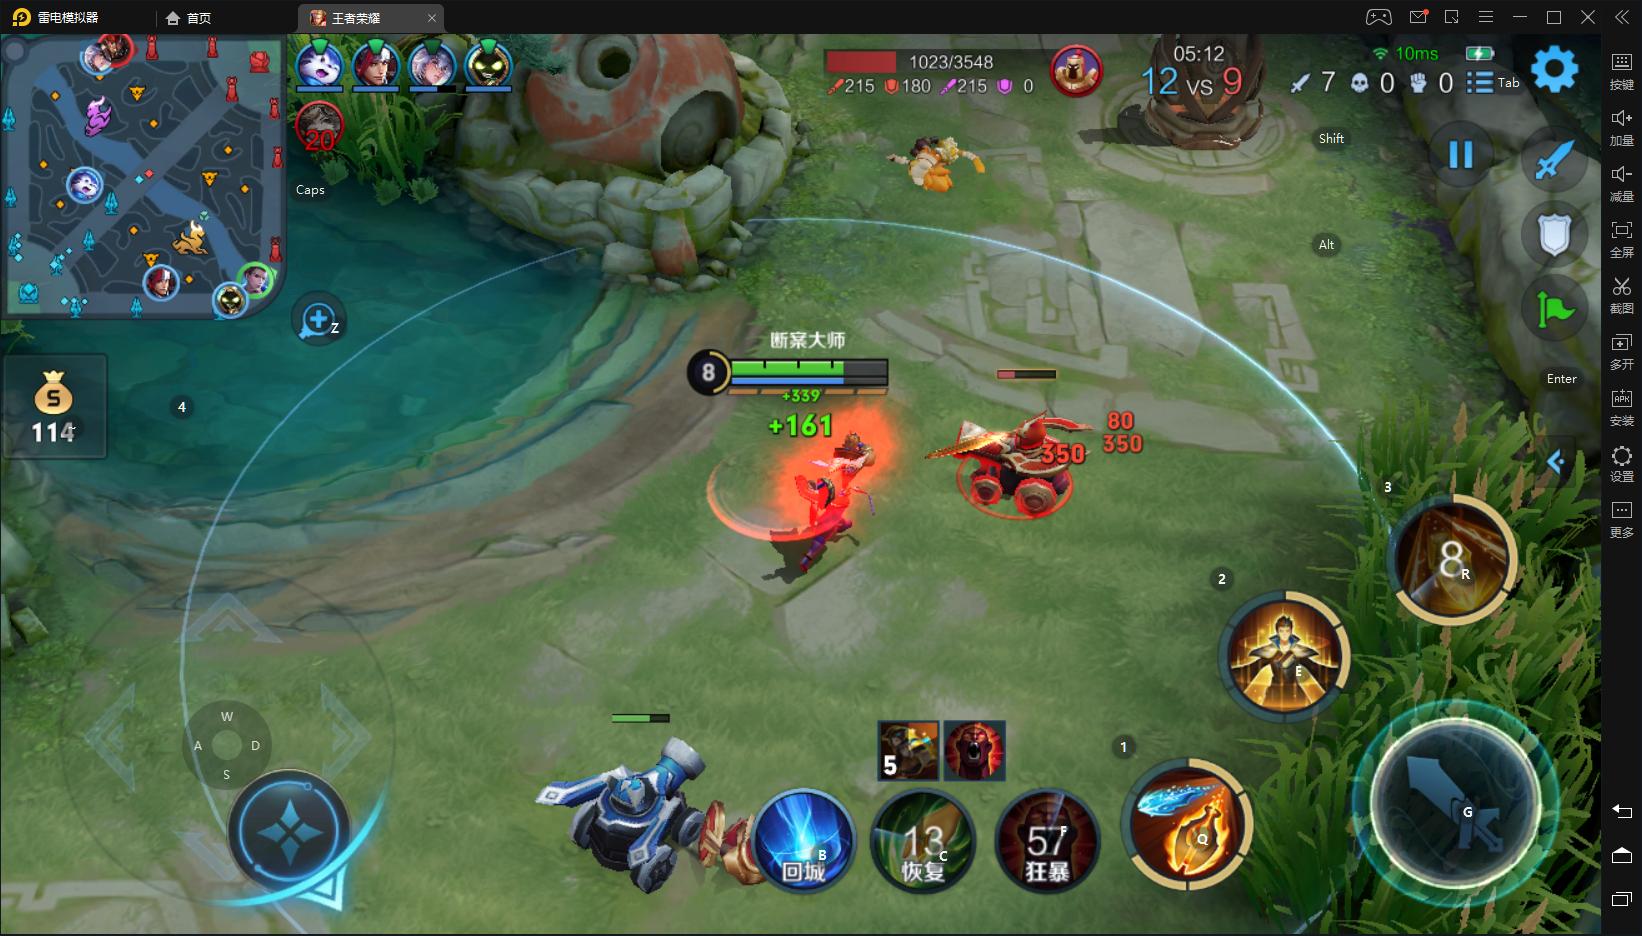 雷电模拟器
首页
王者荣耀
1023/3548
215 180 215 0
05:12
12 VS 9
10ms
7 0 0
Tab
20
Caps
Shift
Alt
Z
Enter
114
4
断案大师
8
+339
+161
80
350
350
3
8
R
2
E
W
A D
S
5
1
B
回城
13
C
恢复
57
F
狂暴
Q
G
按键
加量
减量
全屏
截图
多开
APK
安装
设置
更多